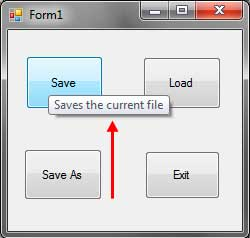 Form1
Save
Load
Saves the current file
Save As
Exit